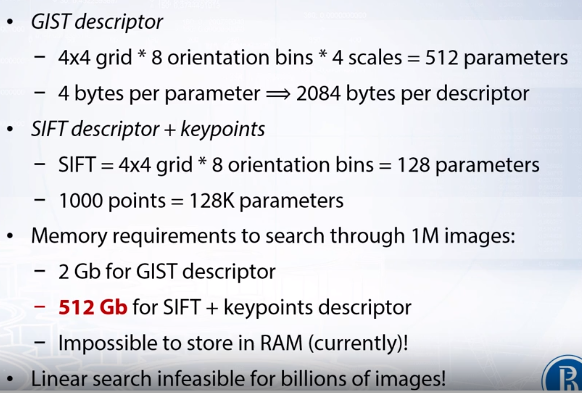 • GIST descriptor
– 4x4 grid * 8 orientation bins * 4 scales = 512 parameters
– 4 bytes per parameter ⟹ 2084 bytes per descriptor
• SIFT descriptor + keypoints
– SIFT = 4x4 grid * 8 orientation bins = 128 parameters
– 1000 points = 128K parameters
• Memory requirements to search through 1M images:
– 2 Gb for GIST descriptor
– 512 Gb for SIFT + keypoints descriptor
– Impossible to store in RAM (currently)!
• Linear search infeasible for billions of images!